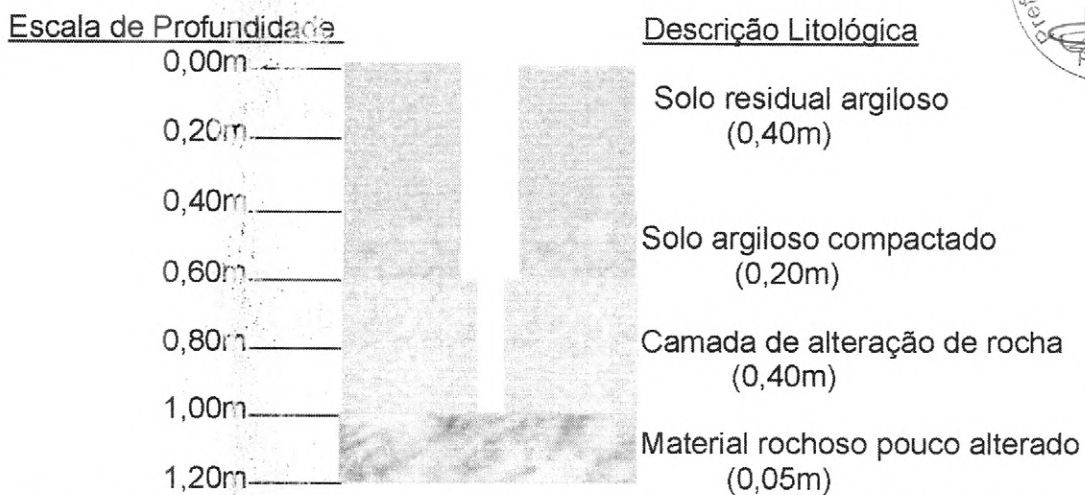 Escala de Profundidade
Descrição Litológica
0,00m
Solo residual argiloso
(0,40m)
0,20m
0,40m
Solo argiloso compactado
(0,20m)
0,60m
0,80m
Camada de alteração de rocha
(0,40m)
1,00m
Material rochoso pouco alterado
(0,05m)
1,20m